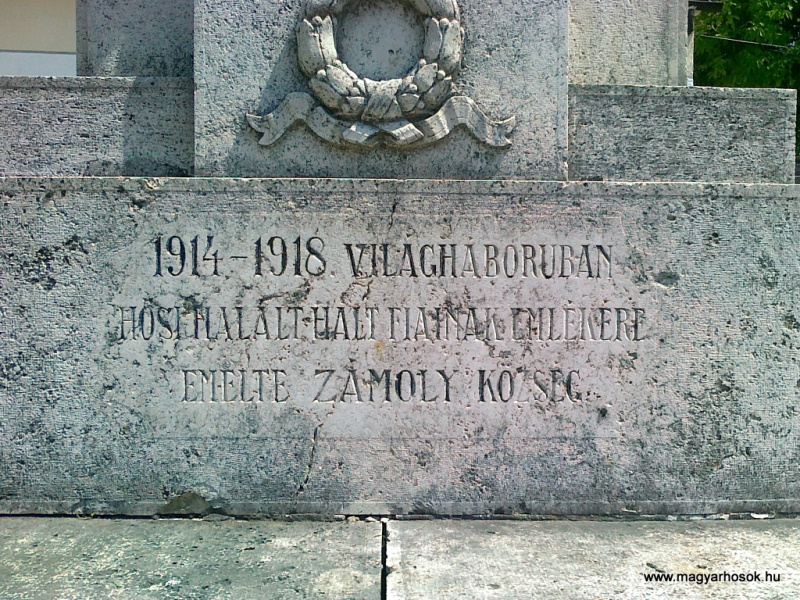 1914-1918. VILÁGHÁBORUBAN
HŐSI HALÁLT HALT FIAINAK EMLÉKÉRE
EMELTE ZÁMOLY KÖZSÉG.
www.magyarhosok.hu